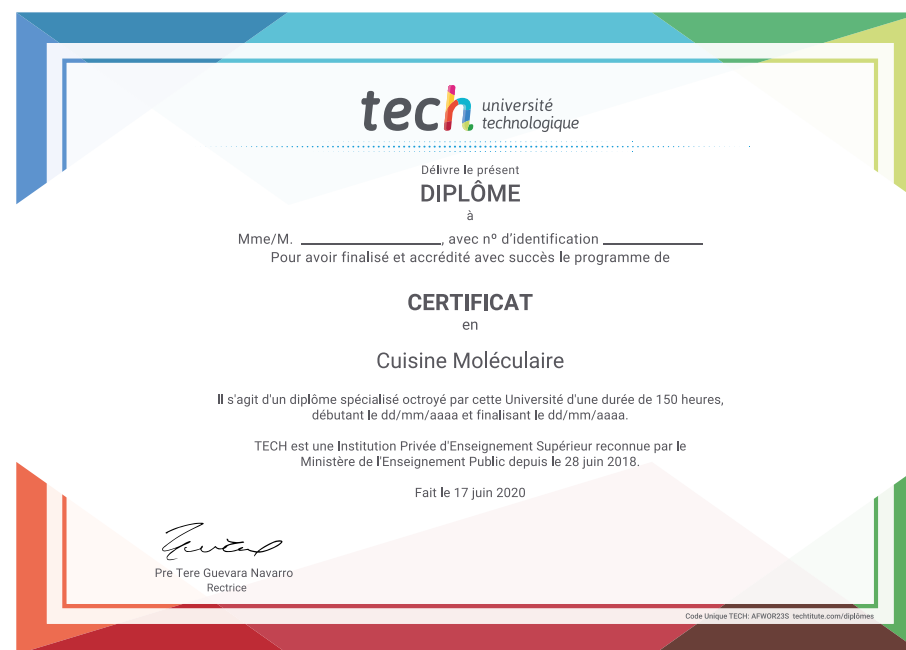 tech université
technologique
Délivre le présent
DIPLÔME
à
Mme/M. ____________________, avec nº d'identification ______________
Pour avoir finalisé et accrédité avec succès le programme de
CERTIFICAT
en
Cuisine Moléculaire
Il s'agit d'un diplôme spécialisé octroyé par cette Université d'une durée de 150 heures,
débutant le dd/mm/aaaa et finalisant le dd/mm/aaaa.
TECH est une Institution Privée d'Enseignement Supérieur reconnue par le
Ministère de l'Enseignement Public depuis le 28 juin 2018.
Fait le 17 juin 2020
Pre Tere Guevara Navarro
Rectrice
Code Unique TECH: AFWOR23S techtitute.com/diplômes